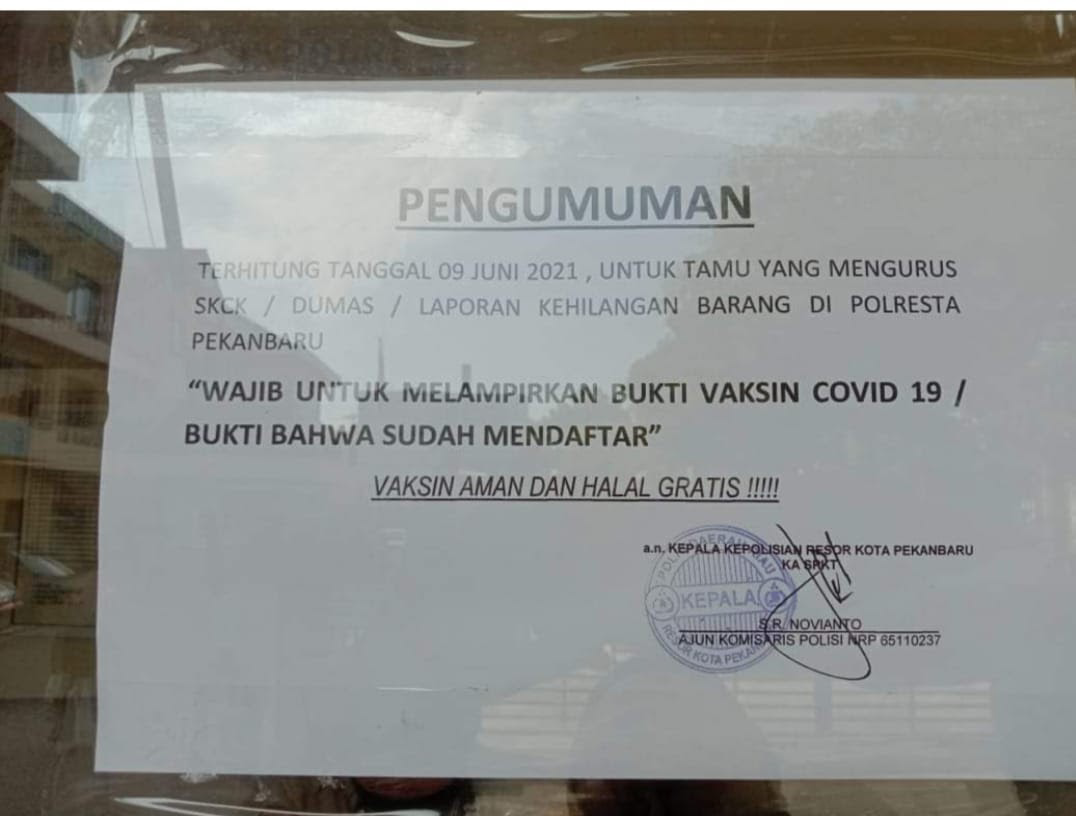 PENGUMUMAN
TERHITUNG TANGGAL 09 JUNI 2021 , UNTUK TAMU YANG MENGURUS
SKCK / DUMAS / LAPORAN KEHILANGAN BARANG DI POLRESTA
PEKANBARU
“WAJIB UNTUK MELAMPIRKAN BUKTI VAKSIN COVID 19 /
BUKTI BAHWA SUDAH MENDAFTAR”
VAKSIN AMAN DAN HALAL GRATIS !!!!!
a.n. KEPALA KEPOLISIAN RESOR KOTA PEKANBARU
KA SPKT
KEPALA
S.R. NOVIANTO
AJUN KOMISARIS POLISI NRP 65110237
RESOR KOTA